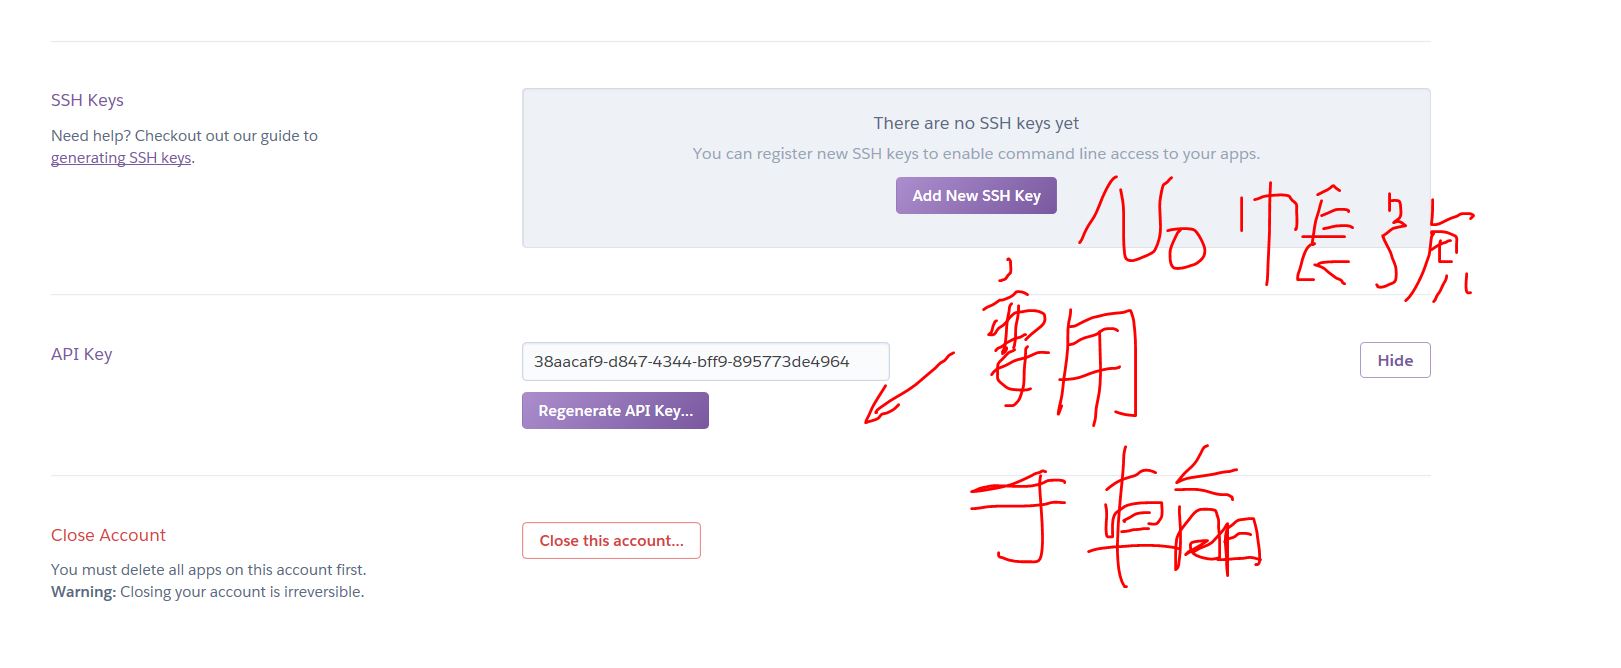 SSH Keys
Need help? Checkout out our guide to
generating SSH keys.
There are no SSH keys yet
You can register new SSH keys to enable command line access to your apps.
Add New SSH Key
No 帳號
API Key
38aacaf9-d847-4344-bff9-895773de4964
Regenerate API Key...
Hide
要用
手輸
Close Account
You must delete all apps on this account first.
Warning: Closing your account is irreversible.
Close this account...